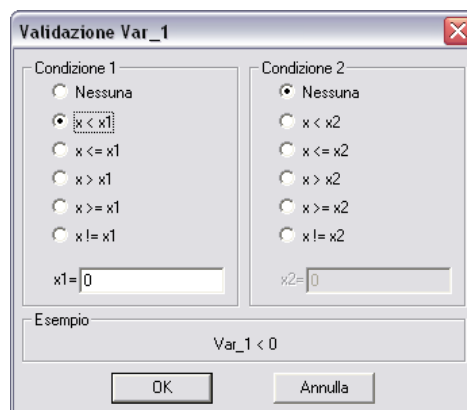 Validazione Var_1
Condizione 1
Nessuna
x < x1
x <= x1
x > x1
x >= x1
x != x1
x1= 0
Condizione 2
Nessuna
x < x2
x <= x2
x > x2
x >= x2
x != x2
x2= 0
Esempio
Var_1 < 0
OK
Annulla